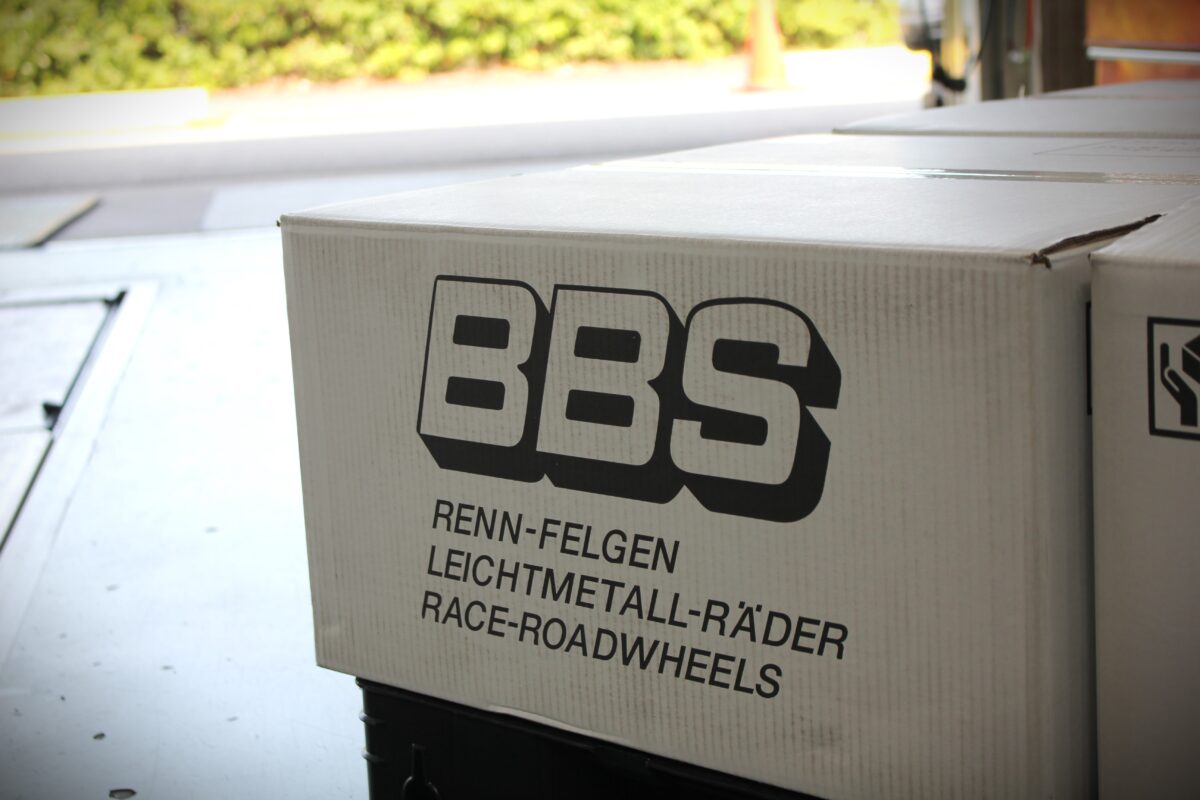 BBS
RENN-FELGEN
LEICHTMETALL-RÄDER
RACE-ROADWHEELS